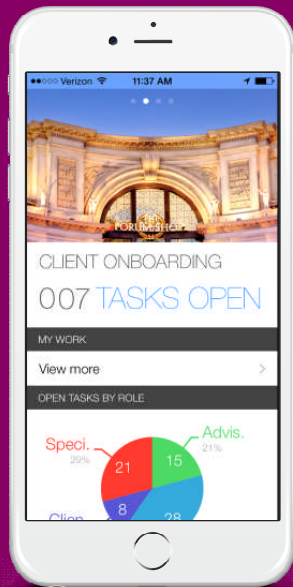 Verizon 11:37 AM
FORUM SHO
CLIENT ONBOARDING
007 TASKS OPEN
MY WORK
View more
OPEN TASKS BY ROLE
Speci.
29%
21
15
Advis.
21%
8
28